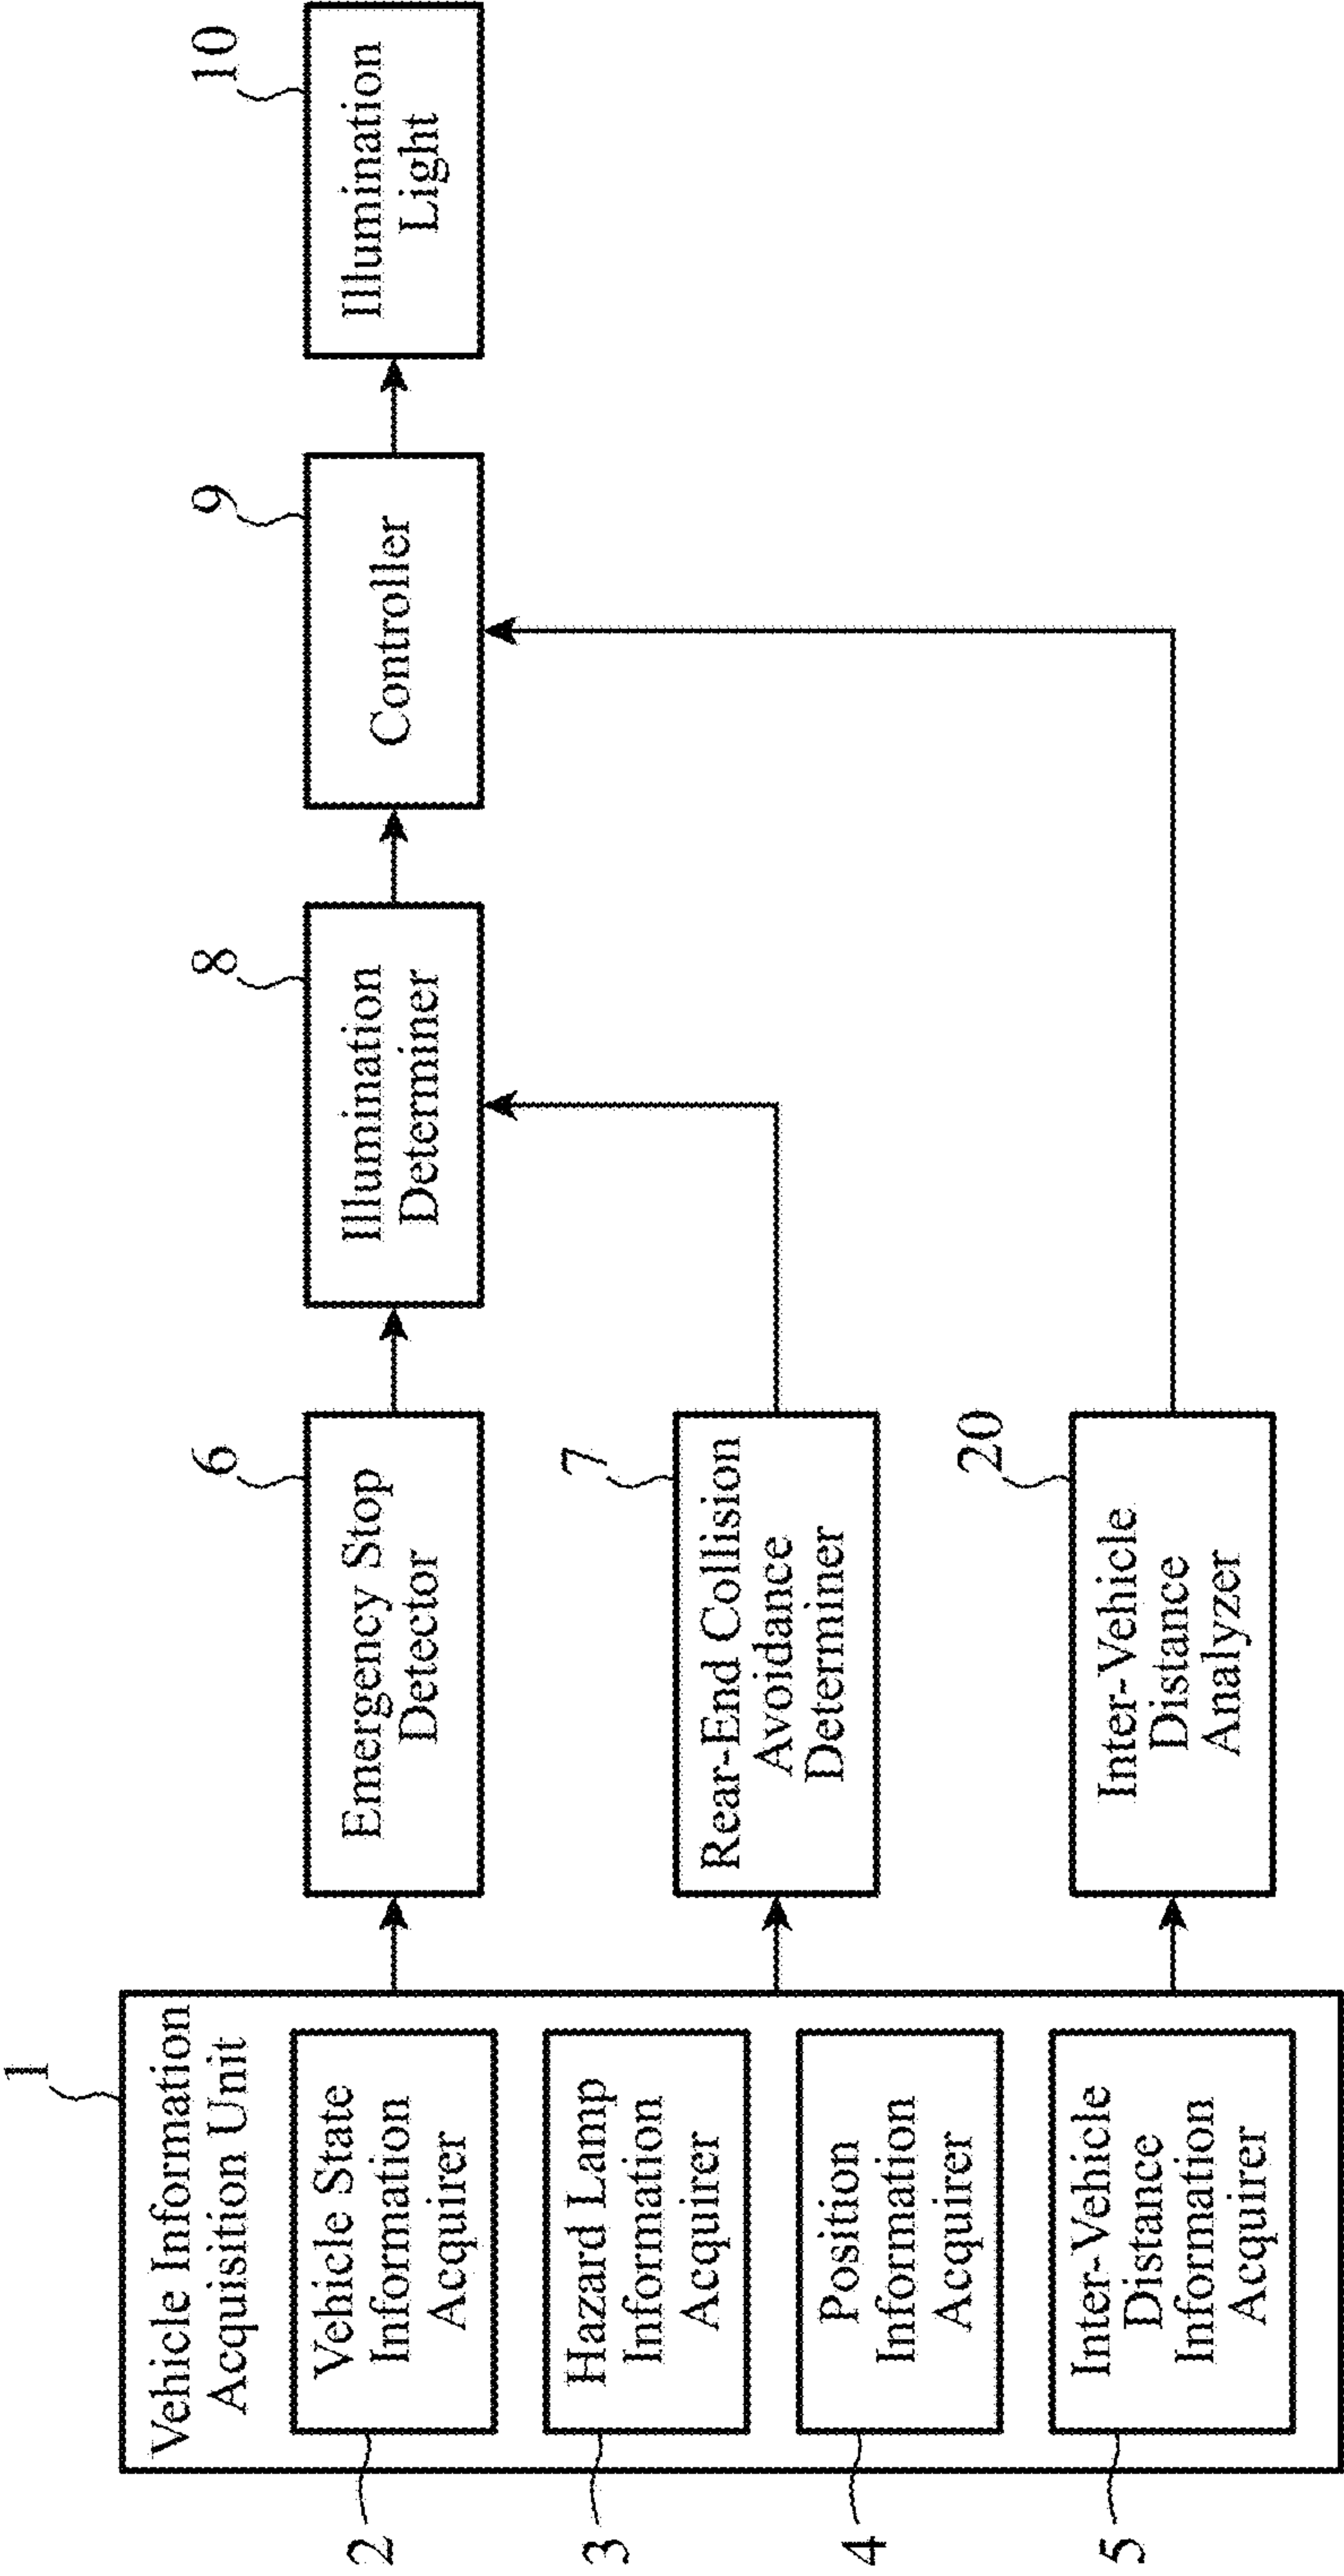 1
Vehicle Information
Acquisition Unit
2
Vehicle State
Information
Acquirer
3
Hazard Lamp
Information
Acquirer
4
Position
Information
Acquirer
5
Inter-Vehicle
Distance
Information
Acquirer
6
Emergency Stop
Detector
7
Rear-End Collision
Avoidance
Determiner
20
Inter-Vehicle
Distance
Analyzer
8
Illumination
Determiner
9
Controller
10
Illumination
Light